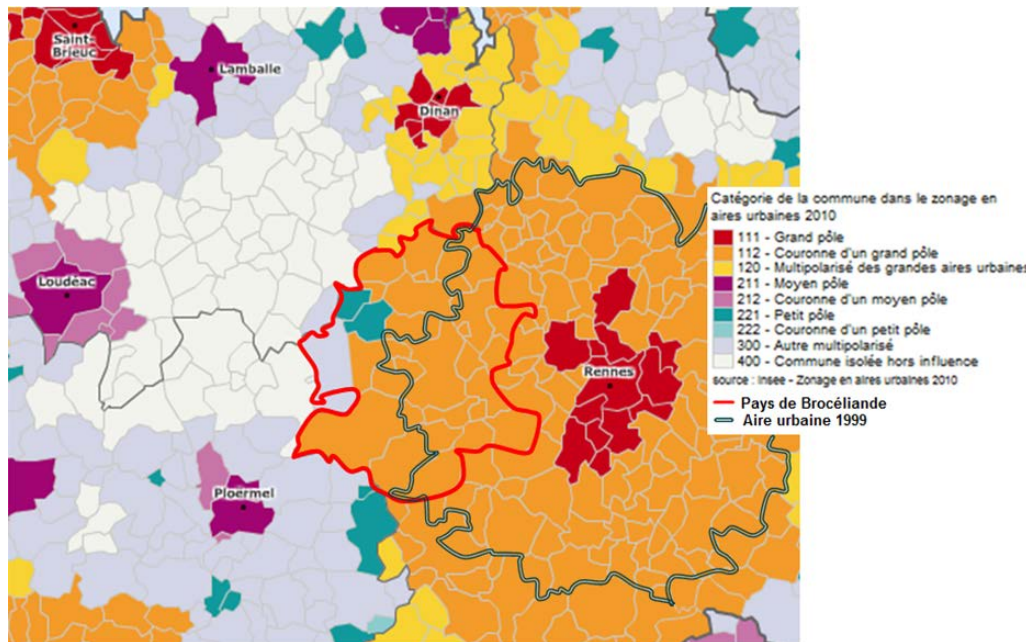 Saint-
Brieuc
Lamballe
Dinan
Loudéac
Rennes
Ploermel
Catégorie de la commune dans le zonage en
aires urbaines 2010
111 - Grand pôle
112 - Couronne d'un grand pôle
120 - Multipolarisé des grandes aires urbaines
211 - Moyen pôle
212 - Couronne d'un moyen pôle
221 - Petit pôle
222 - Couronne d'un petit pôle
300 - Autre multipolarisé
400 - Commune isolée hors influence
source : Insee - Zonage en aires urbaines 2010
Pays de Brocéliande
Aire urbaine 1999